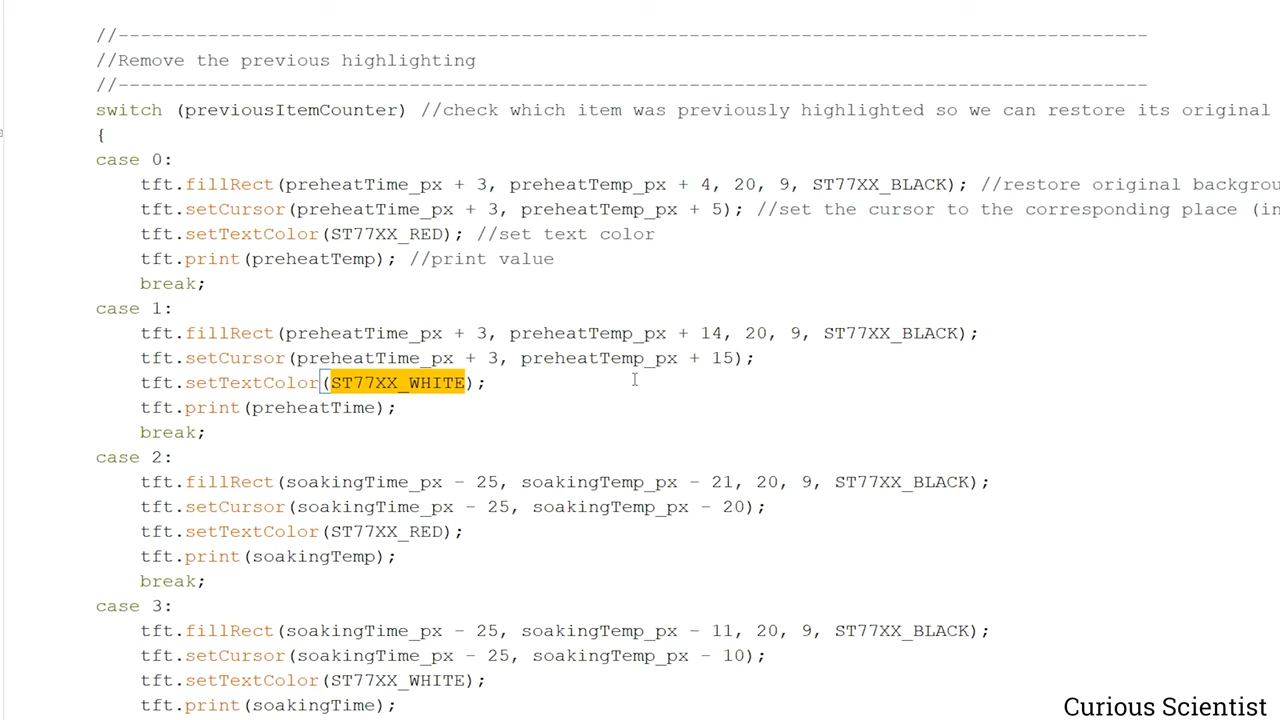 //--------------------------------------------------------------------------------------------
//Remove the previous highlighting
//--------------------------------------------------------------------------------------------
switch (previousItemCounter) //check which item was previously highlighted so we can restore its original
{
case 0:
tft.fillRect(preheatTime_px + 3, preheatTemp_px + 4, 20, 9, ST77XX_BLACK); //restore original backgrou
tft.setCursor(preheatTime_px + 3, preheatTemp_px + 5); //set the cursor to the corresponding place (in
tft.setTextColor(ST77XX_RED); //set text color
tft.print(preheatTemp); //print value
break;
case 1:
tft.fillRect(preheatTime_px + 3, preheatTemp_px + 14, 20, 9, ST77XX_BLACK);
tft.setCursor(preheatTime_px + 3, preheatTemp_px + 15);
tft.setTextColor(ST77XX_WHITE);
tft.print(preheatTime);
break;
case 2:
tft.fillRect(soakingTime_px - 25, soakingTemp_px - 21, 20, 9, ST77XX_BLACK);
tft.setCursor(soakingTime_px - 25, soakingTemp_px - 20);
tft.setTextColor(ST77XX_RED);
tft.print(soakingTemp);
break;
case 3:
tft.fillRect(soakingTime_px - 25, soakingTemp_px - 11, 20, 9, ST77XX_BLACK);
tft.setCursor(soakingTime_px - 25, soakingTemp_px - 10);
tft.setTextColor(ST77XX_WHITE);
tft.print(soakingTime);
Curious Scientist